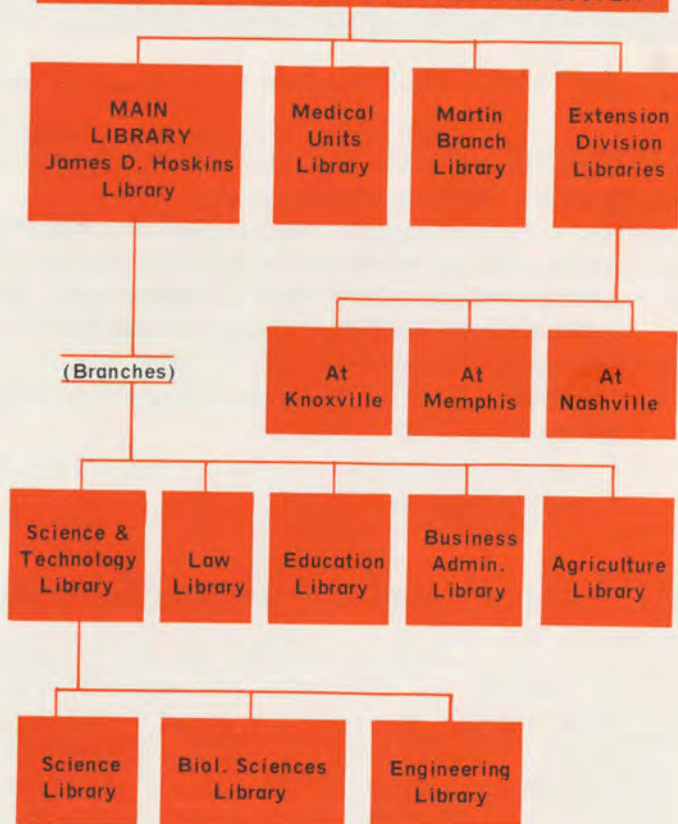 MAIN
LIBRARY
James D. Hoskins
Library
Medical
Units
Library
Martin
Branch
Library
Extension
Division
Libraries
(Branches)
At
Knoxville
At
Memphis
At
Nashville
Science &
Technology
Library
Law
Library
Education
Library
Business
Admin.
Library
Agriculture
Library
Science
Library
Biol. Sciences
Library
Engineering
Library